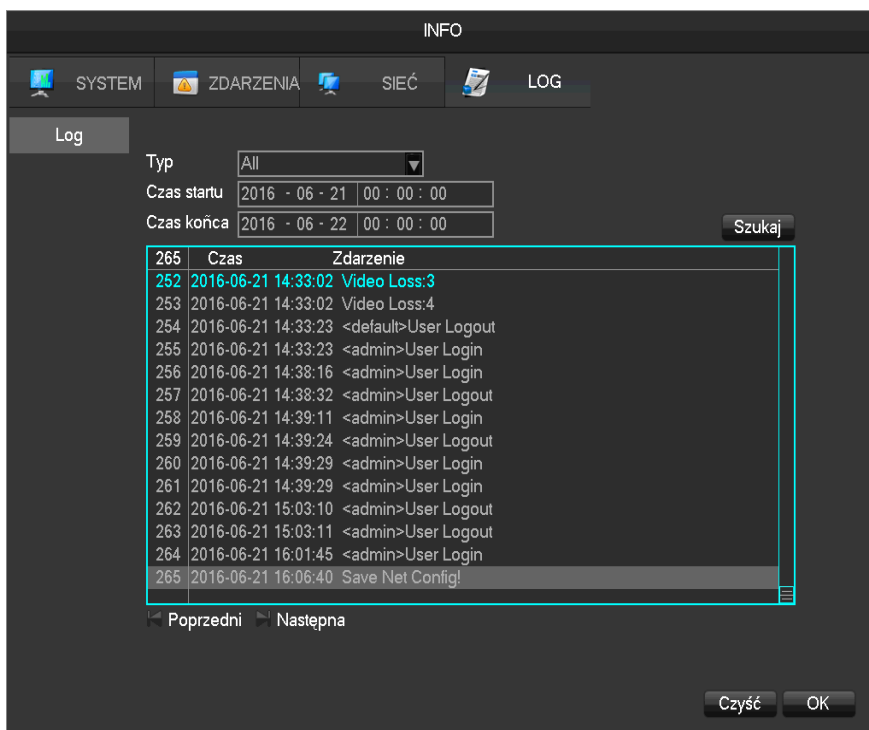 INFO
SYSTEM ZDARZENIA SIEĆ LOG
Log
Typ All
Czas startu 2016 - 06 - 21 00 : 00 : 00
Czas końca 2016 - 06 - 22 00 : 00 : 00
Szukaj
265 Czas Zdarzenie
252 2016-06-21 14:33:02 Video Loss:3
253 2016-06-21 14:33:02 Video Loss:4
254 2016-06-21 14:33:23 <default>User Logout
255 2016-06-21 14:33:23 <admin>User Login
256 2016-06-21 14:38:16 <admin>User Login
257 2016-06-21 14:38:32 <admin>User Logout
258 2016-06-21 14:39:11 <admin>User Login
259 2016-06-21 14:39:24 <admin>User Logout
260 2016-06-21 14:39:29 <admin>User Login
261 2016-06-21 14:39:29 <admin>User Login
262 2016-06-21 15:03:10 <admin>User Logout
263 2016-06-21 15:03:11 <admin>User Logout
264 2016-06-21 16:01:45 <admin>User Login
265 2016-06-21 16:06:40 Save Net Config!
Poprzedni Następna
Czyść OK